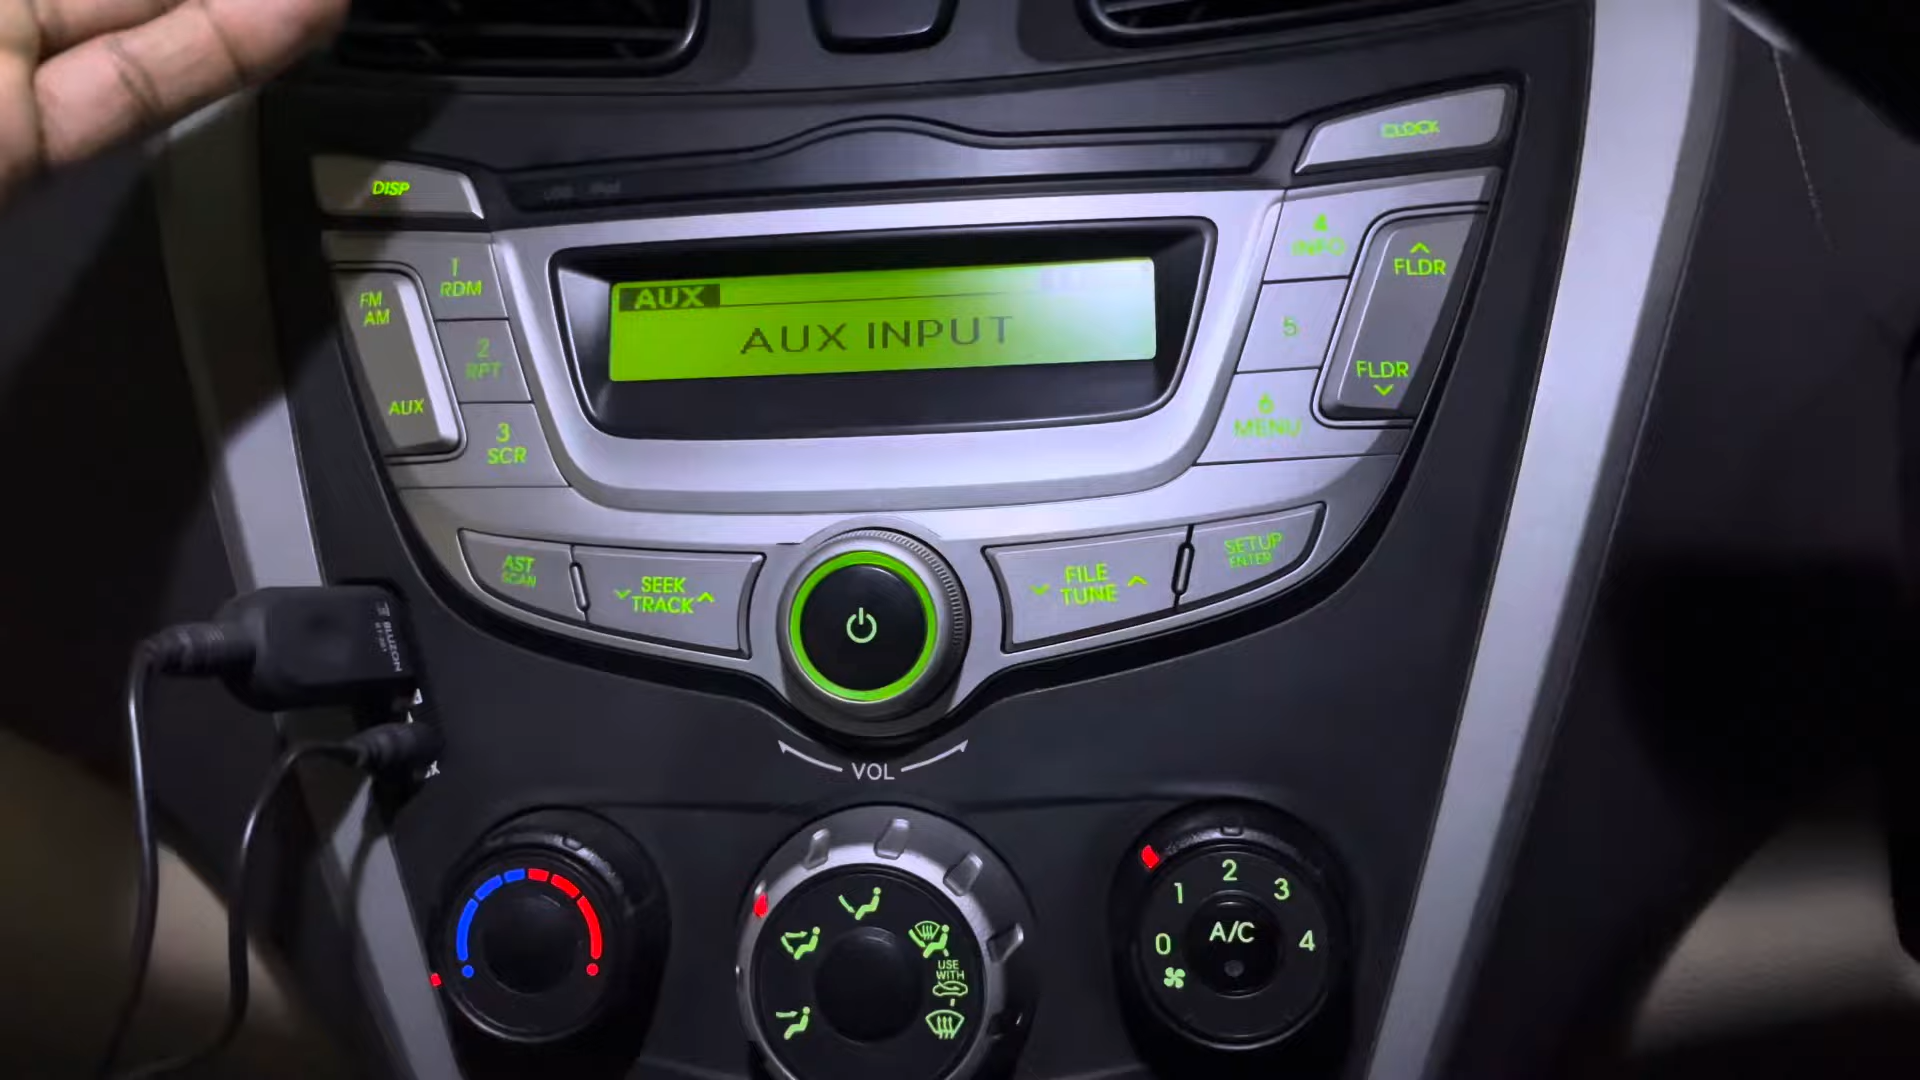 CLOCK
DISP
4
INFO
FLDR
1
RDM
FM
AM
AUX
AUX INPUT
5
2
RPT
FLDR
AUX
6
MENU
3
SCR
AST
SCAN
SEEK
TRACK
FILE
TUNE
SETUP
ENTER
BLUZON
VOL
USE
WITH
0
1
2
3
4
A/C